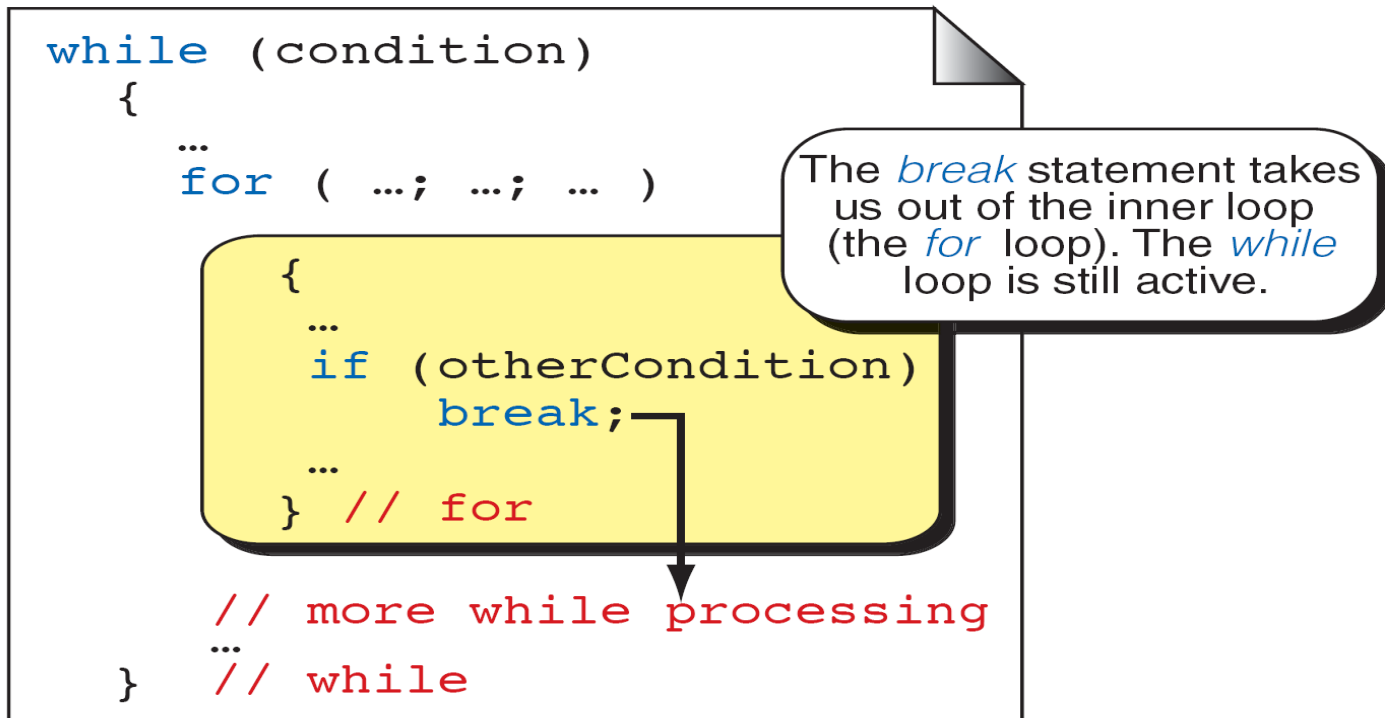 while (condition)
{
…
for ( …; …; … )
{
…
if (otherCondition)
break;
…
} // for
// more while processing
…
} // while
The break statement takes
us out of the inner loop
(the for loop). The while
loop is still active.